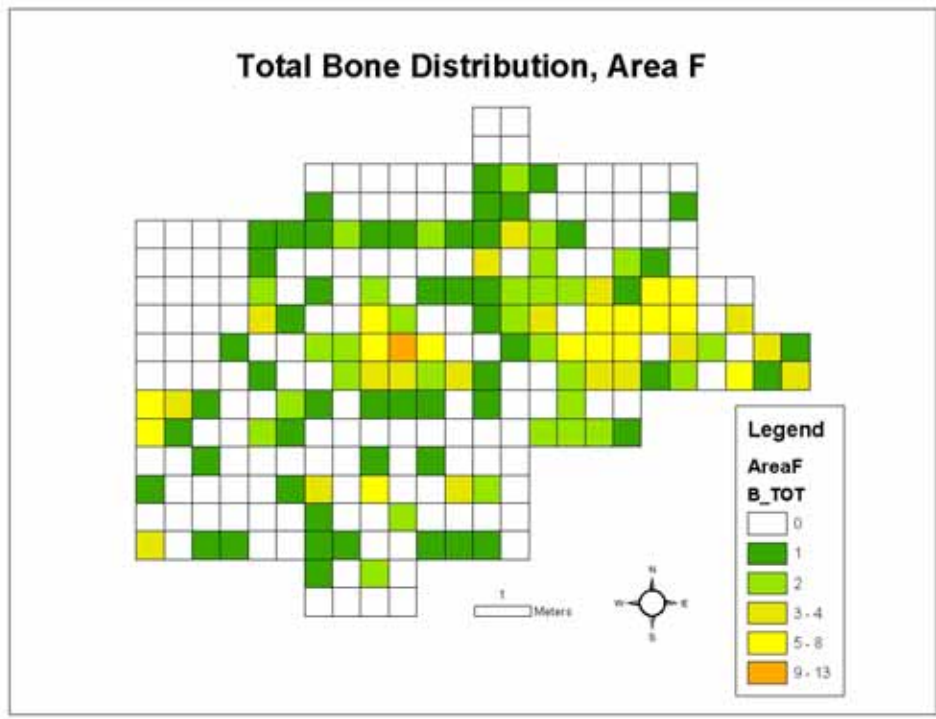 Total Bone Distribution, Area F
Legend
AreaF
B_TOT
0
1
2
3 - 4
5 - 8
9 - 13
1
Meters
N
W
E
S